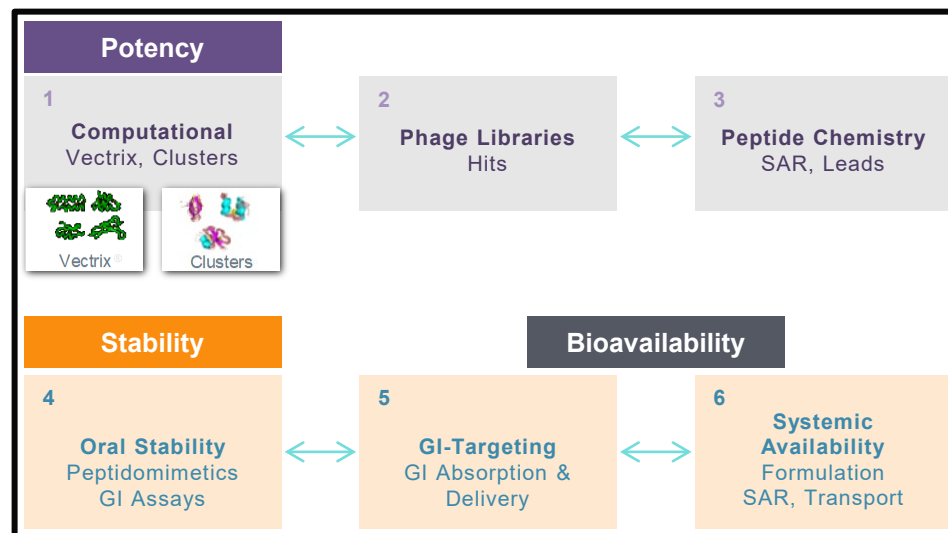 Potency
1
Computational
Vectrix, Clusters
2
Phage Libraries
Hits
3
Peptide Chemistry
SAR, Leads
Vectrix®
Clusters
Stability
Bioavailability
4
Oral Stability
Peptidomimetics
GI Assays
5
GI-Targeting
GI Absorption &
Delivery
6
Systemic
Availability
Formulation
SAR, Transport